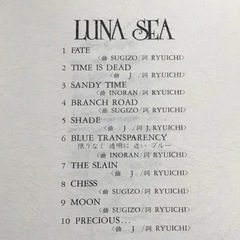 LUNA SEA
1 FATE
〈曲 SUGIZO/詞 RYUICHI〉
2 TIME IS DEAD
〈曲 J /詞 RYUICHI〉
3 SANDY TIME
〈曲 INORAN/詞 RYUICHI〉
4 BRANCH ROAD
〈曲 SUGIZO/詞 RYUICHI〉
5 SHADE
〈曲 J /詞 J, RYUICHI〉
6 BLUE TRANSPARENCY
限りなく 透明に 近い ブルー
〈曲 INORAN/詞 RYUICHI〉
7 THE SLAIN
〈曲 J /詞 RYUICHI〉
8 CHESS
〈曲 SUGIZO/詞 RYUICHI〉
9 MOON
〈曲 SUGIZO/詞 RYUICHI〉
10 PRECIOUS...
〈曲 J /詞 RYUICHI〉